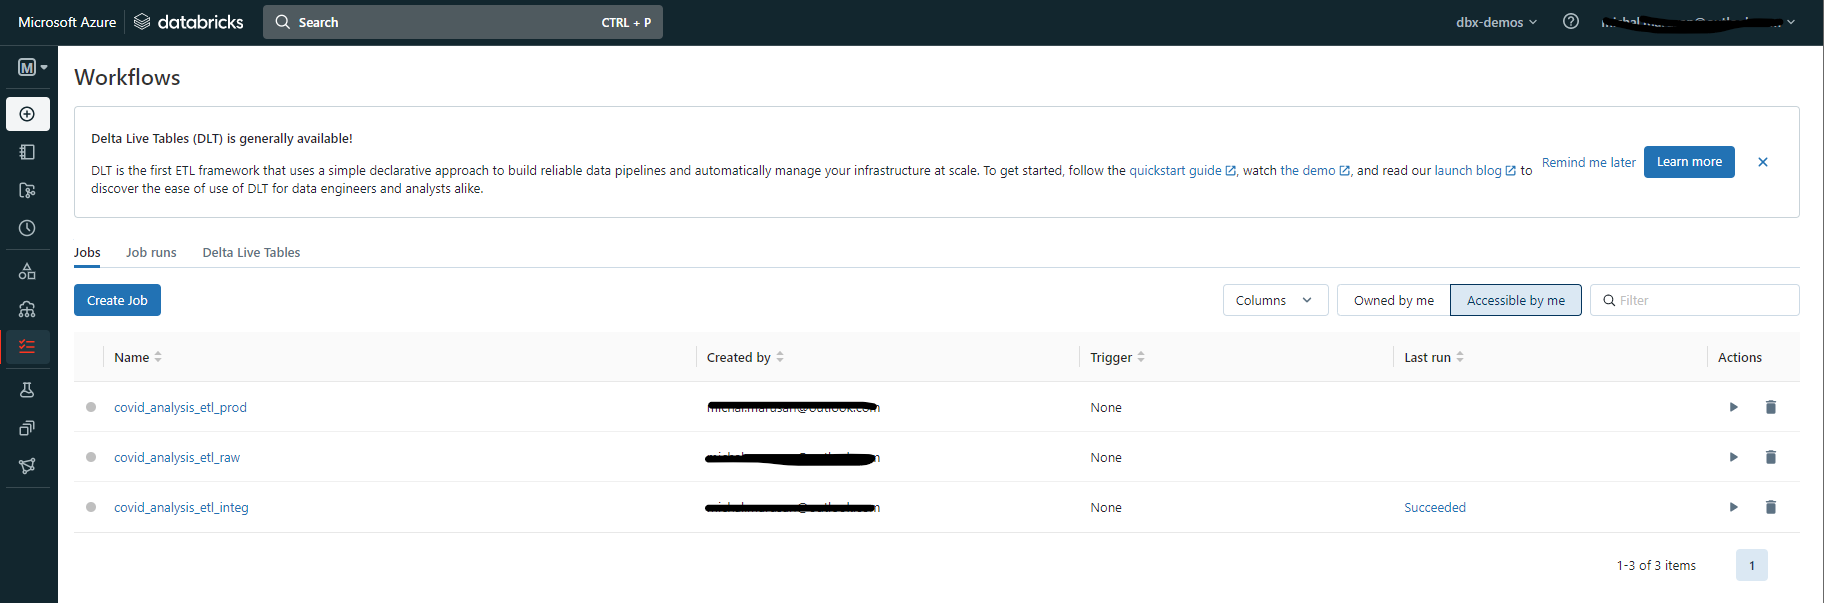 Microsoft Azure databricks Search CTRL + P dbx-demos
M
Workflows
Delta Live Tables (DLT) is generally available!
DLT is the first ETL framework that uses a simple declarative approach to build reliable data pipelines and automatically manage your infrastructure at scale. To get started, follow the quickstart guide, watch the demo, and read our launch blog to
discover the ease of use of DLT for data engineers and analysts alike.
Remind me later Learn more
Jobs Job runs Delta Live Tables
Create Job Columns Owned by me Accessible by me Filter
Name Created by Trigger Last run Actions
covid_analysis_etl_prod None
covid_analysis_etl_raw None
covid_analysis_etl_integ None Succeeded
1-3 of 3 items 1